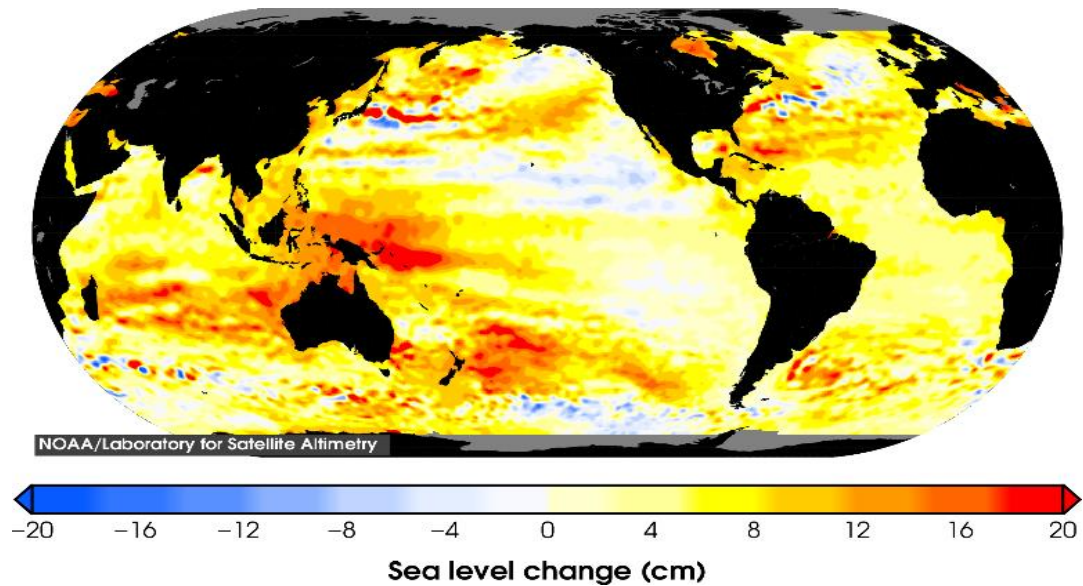 NOAA/Laboratory for Satellite Altimetry
−20 −16 −12 −8 −4 0 4 8 12 16 20
Sea level change (cm)